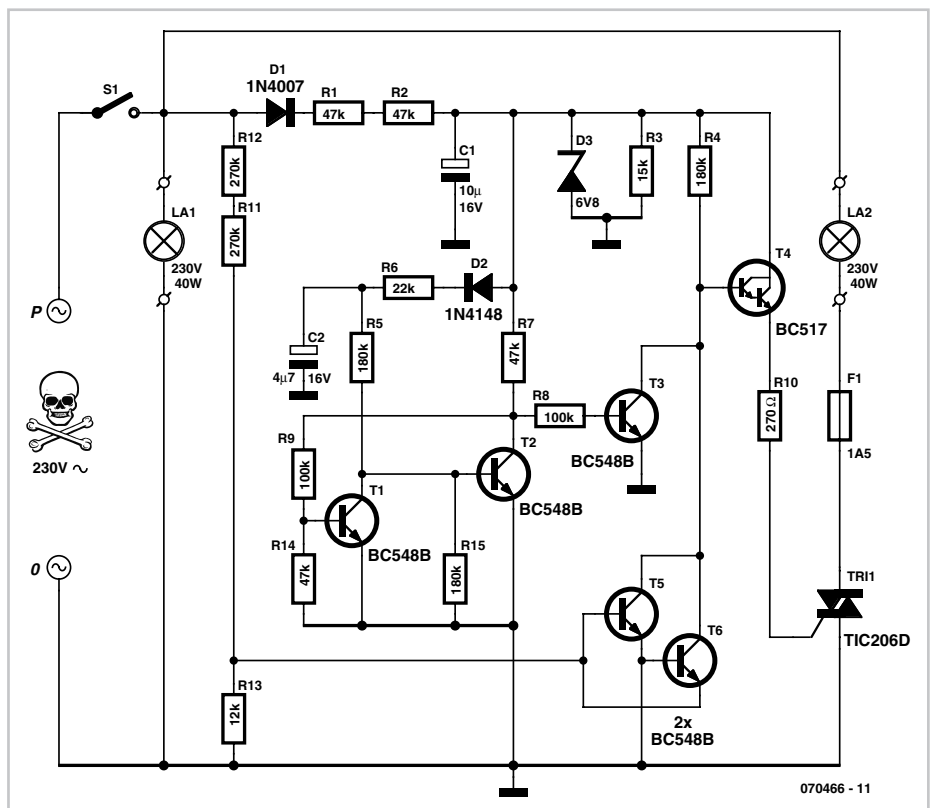 D1
1N4007
S1
R1
47k
R2
47k
R12
270k
R11
270k
C1
10μ
16V
D3
6V8
R3
15k
R4
180k
LA1
230V
40W
LA2
230V
40W
P
R6
22k
D2
1N4148
T4
BC517
R5
180k
C2
4μ7
16V
R7
47k
R8
100k
T3
BC548B
R10
270 Ω
F1
1A5
230V ~
R9
100k
T1
BC548B
T2
BC548B
R14
47k
R15
180k
0
T5
T6
2x
BC548B
TRI1
TIC206D
R13
12k
070466 - 11